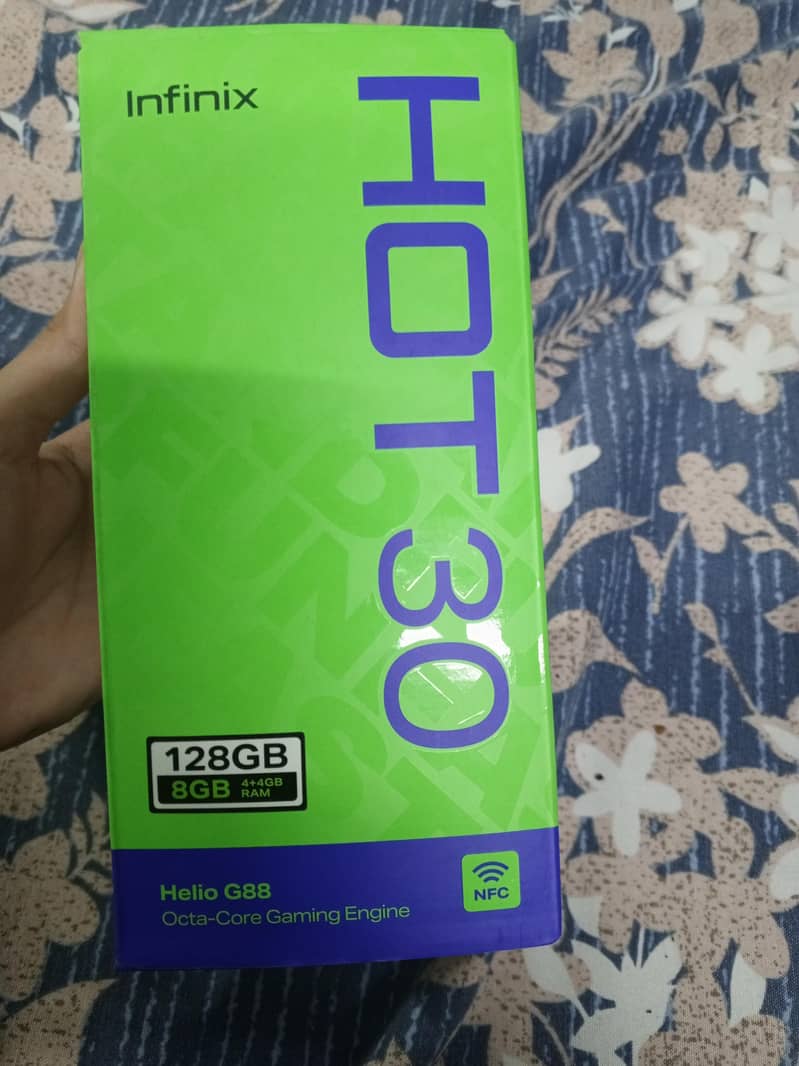 Infinix
HOT 30
128GB
8GB 4+4GB RAM
Helio G88
Octa-Core Gaming Engine
NFC